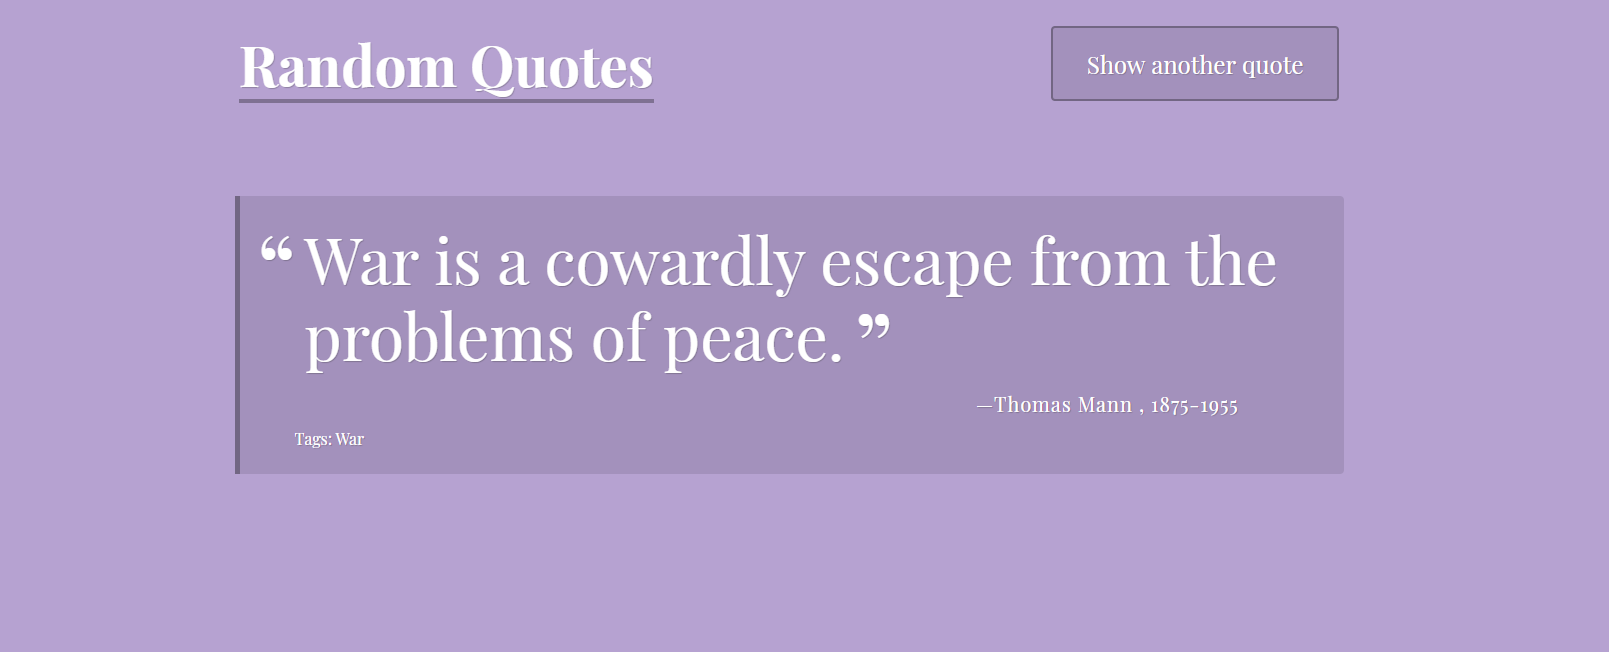 Random Quotes
Show another quote
“ War is a cowardly escape from the
problems of peace. ”
—Thomas Mann , 1875-1955
Tags: War